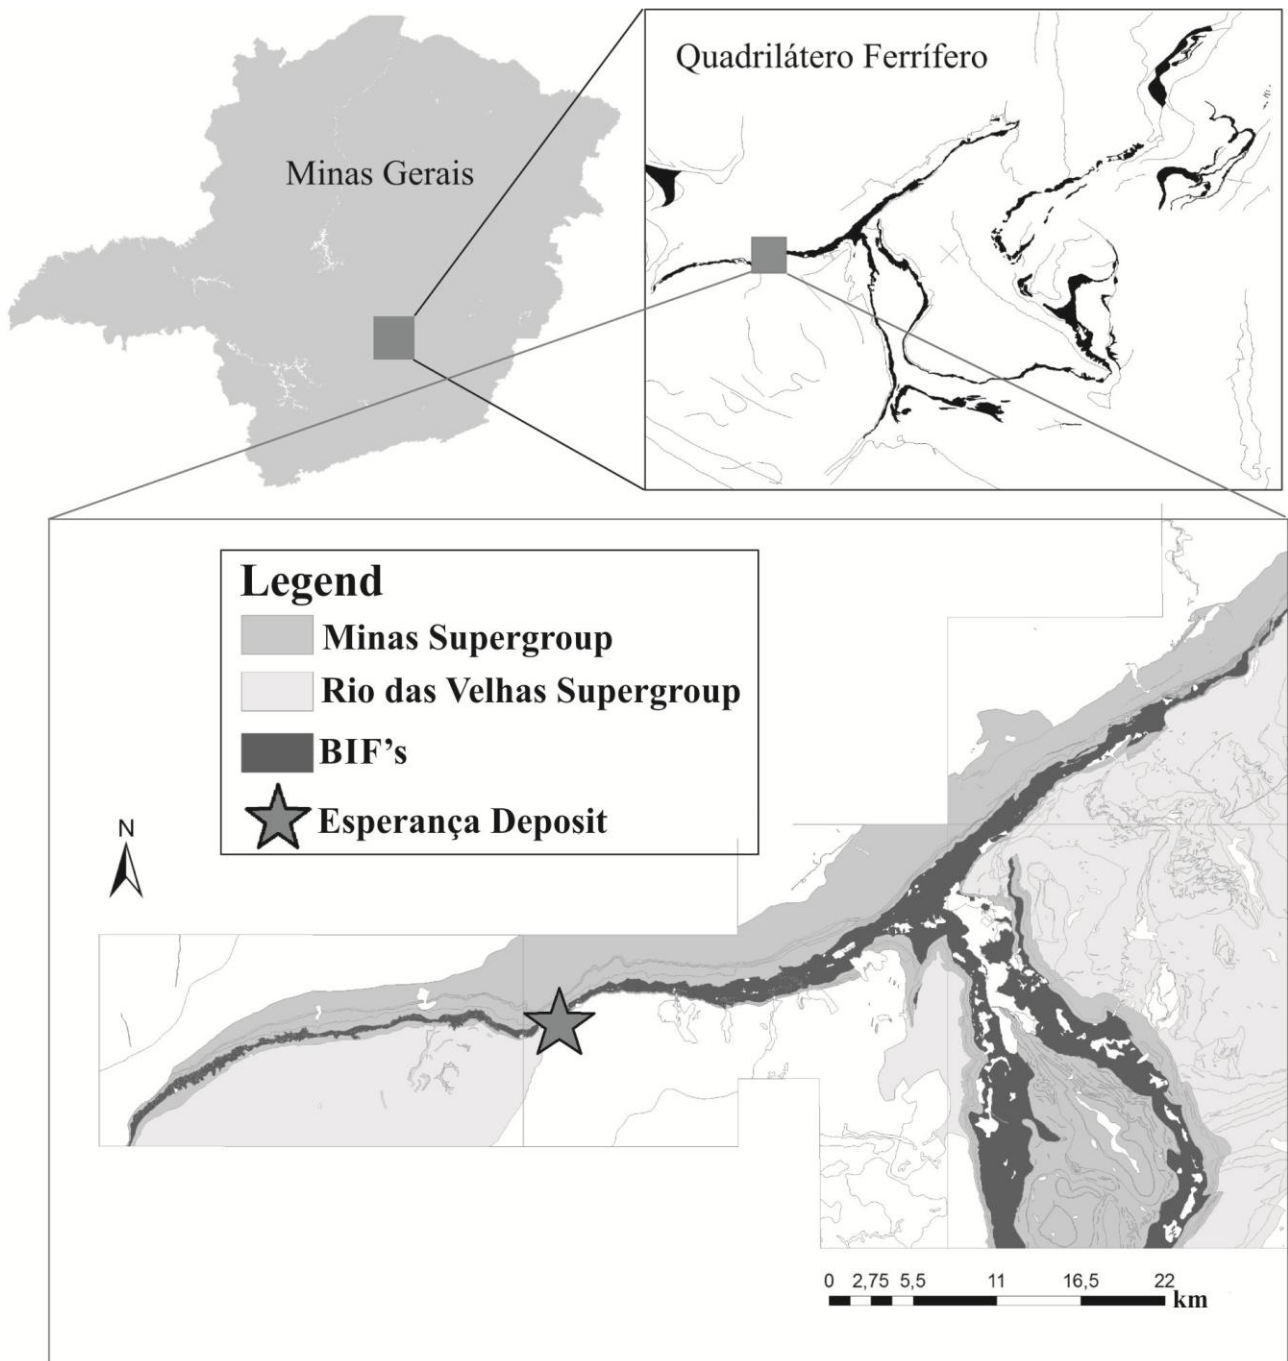 Quadrilátero Ferrífero
Minas Gerais
Legend
Minas Supergroup
Rio das Velhas Supergroup
BIF's
Esperança Deposit
N
0 2,75 5,5 11 16,5 22
km